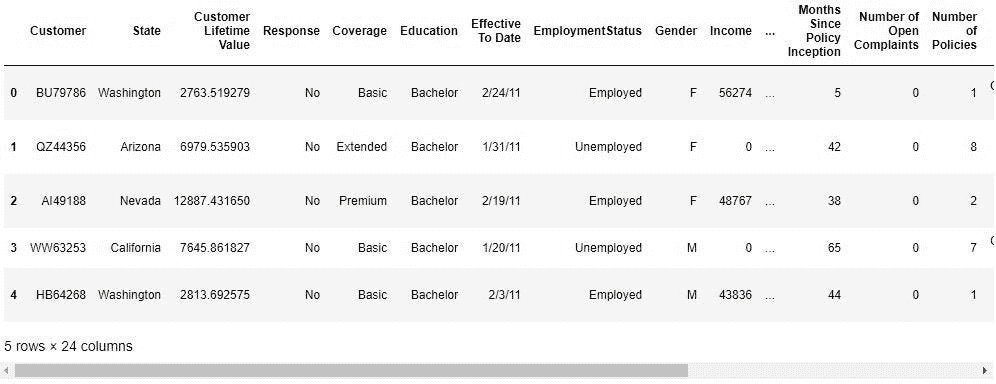 Customer State Customer Lifetime Value Response Coverage Education Effective To Date EmploymentStatus Gender Income ... Months Since Policy Inception Number of Open Complaints Number of Policies
0 BU79786 Washington 2763.519279 No Basic Bachelor 2/24/11 Employed F 56274 ... 5 0 1
1 QZ44356 Arizona 6979.535903 No Extended Bachelor 1/31/11 Unemployed F 0 ... 42 0 8
2 AI49188 Nevada 12887.431650 No Premium Bachelor 2/19/11 Employed F 48767 ... 38 0 2
3 WW63253 California 7645.861827 No Basic Bachelor 1/20/11 Unemployed M 0 ... 65 0 7
4 HB64268 Washington 2813.692575 No Basic Bachelor 2/3/11 Employed M 43836 ... 44 0 1
5 rows × 24 columns